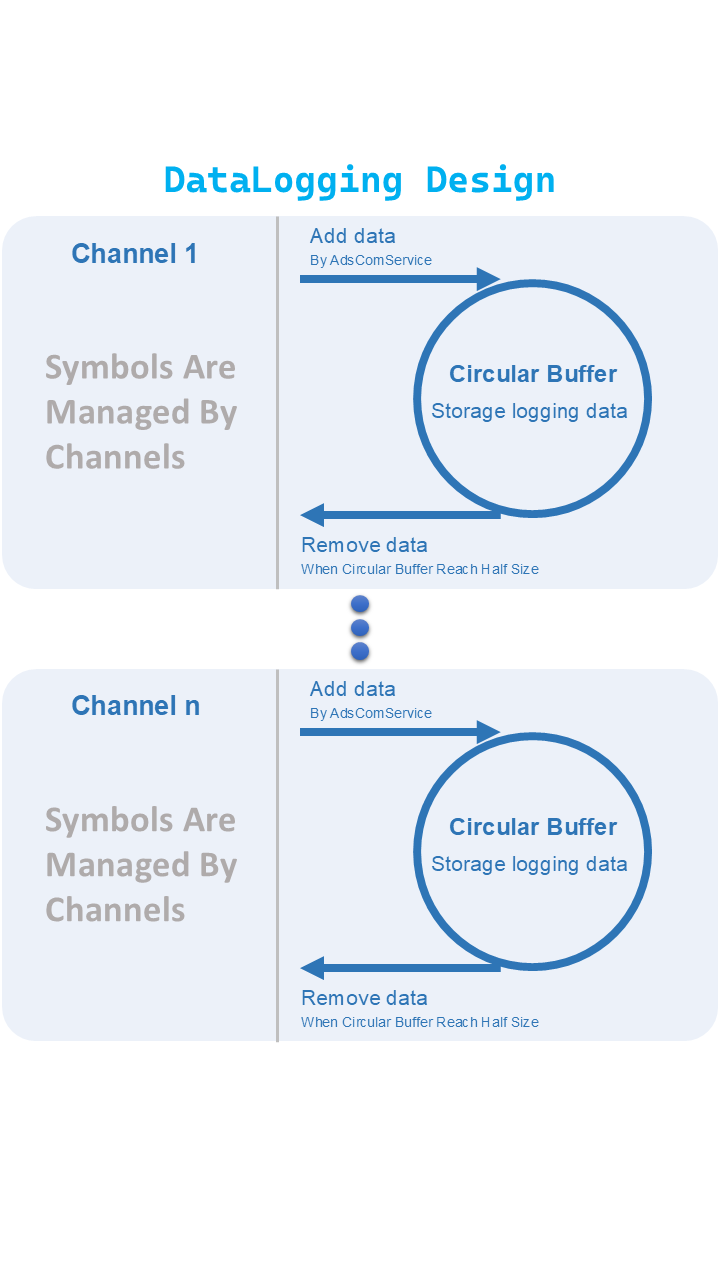 DataLogging Design
Channel 1
Symbols Are
Managed By
Channels
Add data
By AdsComService
Circular Buffer
Storage logging data
Remove data
When Circular Buffer Reach Half Size
Channel n
Symbols Are
Managed By
Channels
Add data
By AdsComService
Circular Buffer
Storage logging data
Remove data
When Circular Buffer Reach Half Size